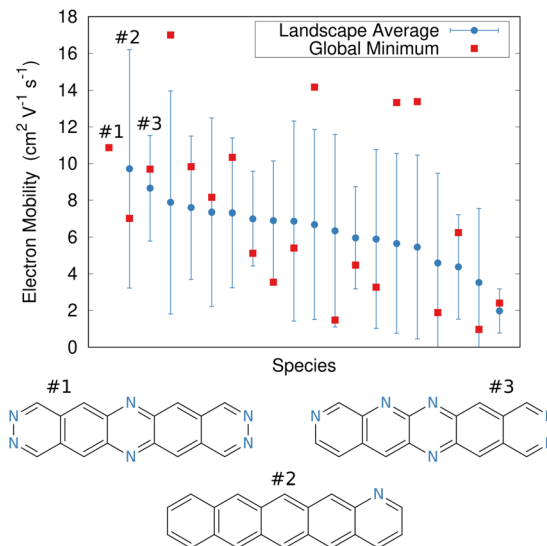 18
16
14
12
10
8
6
4
2
0
Electron Mobility (cm² V⁻¹ s⁻¹)
Landscape Average
Global Minimum
#2
#1
#3
Species
#1
#3
N
N
N
N
N
N
N
N
N
N
N
N
#2
N